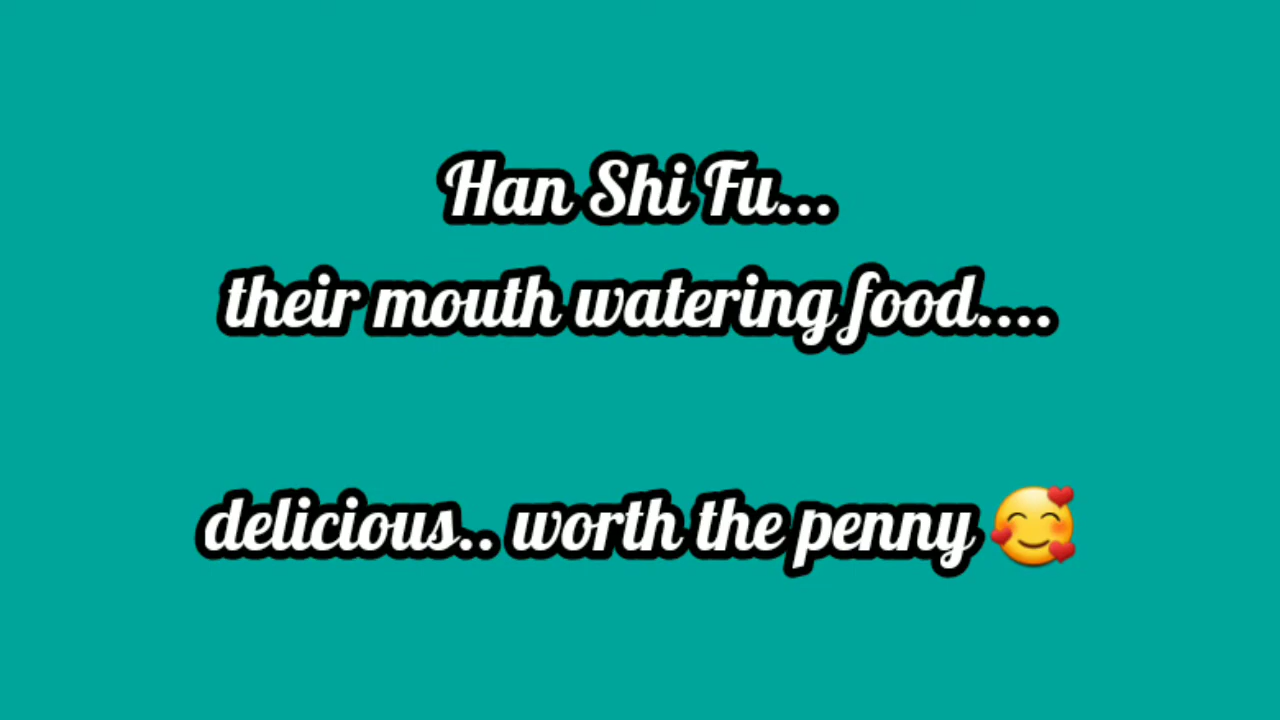 Han Shi Fu...
their mouth watering food....
delicious.. worth the penny 🥰